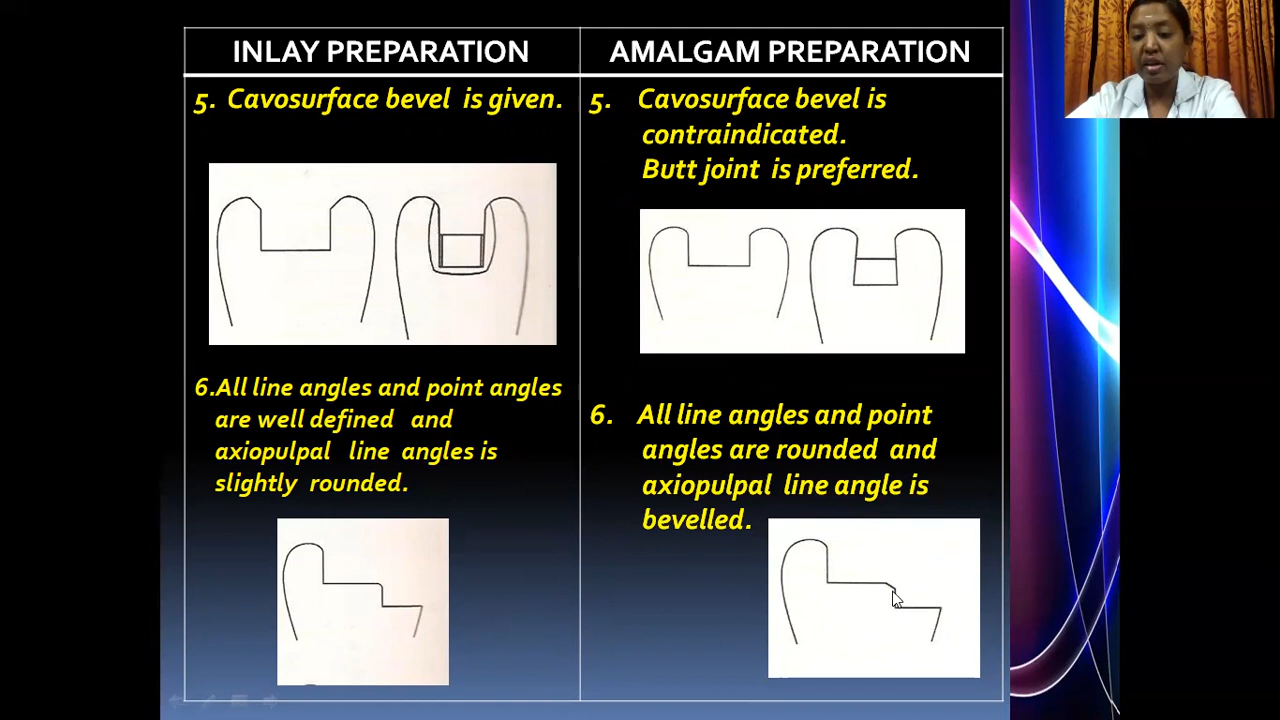 INLAY PREPARATION
AMALGAM PREPARATION
5. Cavosurface bevel is given.
5. Cavosurface bevel is
contraindicated.
Butt joint is preferred.
6.All line angles and point angles
are well defined and
axiopulpal line angles is
slightly rounded.
6. All line angles and point
angles are rounded and
axiopulpal line angle is
bevelled.